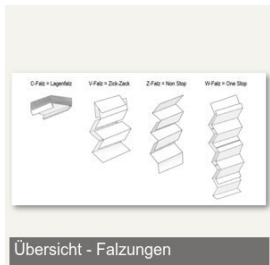 C-Falz = Lagenfalz V-Falz = Zick-Zack Z-Falz = Non Stop W-Falz = One Stop
Übersicht - Falzungen